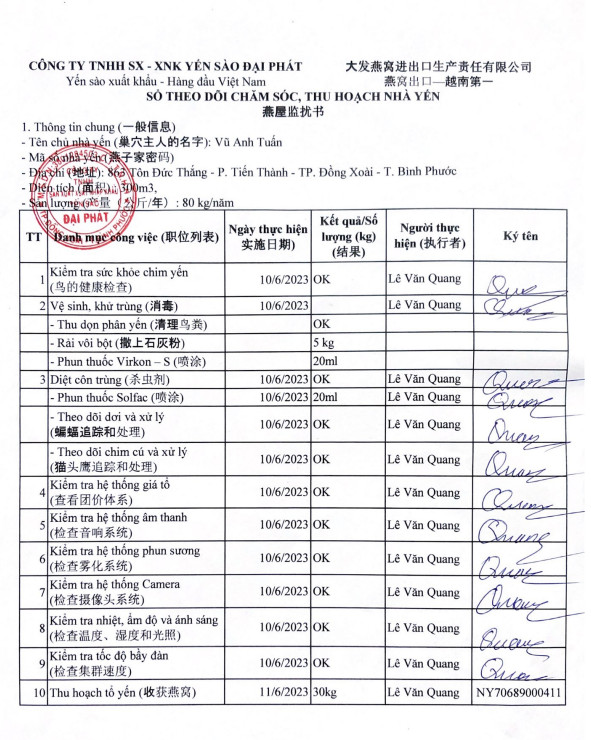 CÔNG TY TNHH SX - XNK YẾN SÀO ĐẠI PHÁT 大发燕窝进出口生产责任有限公司
Yến sào xuất khẩu - Hàng đầu Việt Nam 燕窝出口—越南第一
SỔ THEO DÕI CHĂM SÓC, THU HOẠCH NHÀ YẾN
燕屋监扰书
1. Thông tin chung (一般信息)
- Tên chủ nhà yến (巢穴主人的名字): Vũ Anh Tuấn
- Mã số nhà yến (燕子家密码)
- Địa chỉ (地址): 863 Tôn Đức Thắng - P. Tiến Thành - TP. Đồng Xoài - T. Bình Phước
- Diện tích (面积): 300m3,
- Sản lượng (产量（公斤/年）: 80 kg/năm
TNHH
ĐẠI PHÁT
TT Danh mục công việc (职位列表) Ngày thực hiện 实施日期) Kết quả/Số lượng (kg) (结果) Người thực hiện (执行者) Ký tên
1 Kiểm tra sức khỏe chim yến (鸟的健康检查) 10/6/2023 OK Lê Văn Quang
2 Vệ sinh, khử trùng (消毒) 10/6/2023 Lê Văn Quang
- Thu dọn phân yến (清理鸟粪) OK
- Rải vôi bột (撒上石灰粉) 5 kg
- Phun thuốc Virkon – S (喷涂) 20ml
3 Diệt côn trùng (杀虫剂) 10/6/2023 OK Lê Văn Quang
- Phun thuốc Solfac (喷涂) 10/6/2023 20ml Lê Văn Quang
- Theo dõi dơi và xử lý (蝙蝠追踪和处理) 10/6/2023 OK Lê Văn Quang
- Theo dõi chim cú và xử lý (猫头鹰追踪和处理) 10/6/2023 OK Lê Văn Quang
4 Kiểm tra hệ thống giá tổ (查看团价体系) 10/6/2023 OK Lê Văn Quang
5 Kiểm tra hệ thống âm thanh (检查音响系统) 10/6/2023 OK Lê Văn Quang
6 Kiểm tra hệ thống phun sương (检查雾化系统) 10/6/2023 OK Lê Văn Quang
7 Kiểm tra hệ thống Camera (检查摄像头系统) 10/6/2023 OK Lê Văn Quang
8 Kiểm tra nhiệt, ẩm độ và ánh sáng (检查温度、湿度和光照) 10/6/2023 OK Lê Văn Quang
9 Kiểm tra tốc độ bầy đàn (检查集群速度) 10/6/2023 OK Lê Văn Quang
10 Thu hoạch tổ yến (收获燕窝) 11/6/2023 30kg Lê Văn Quang NY70689000411